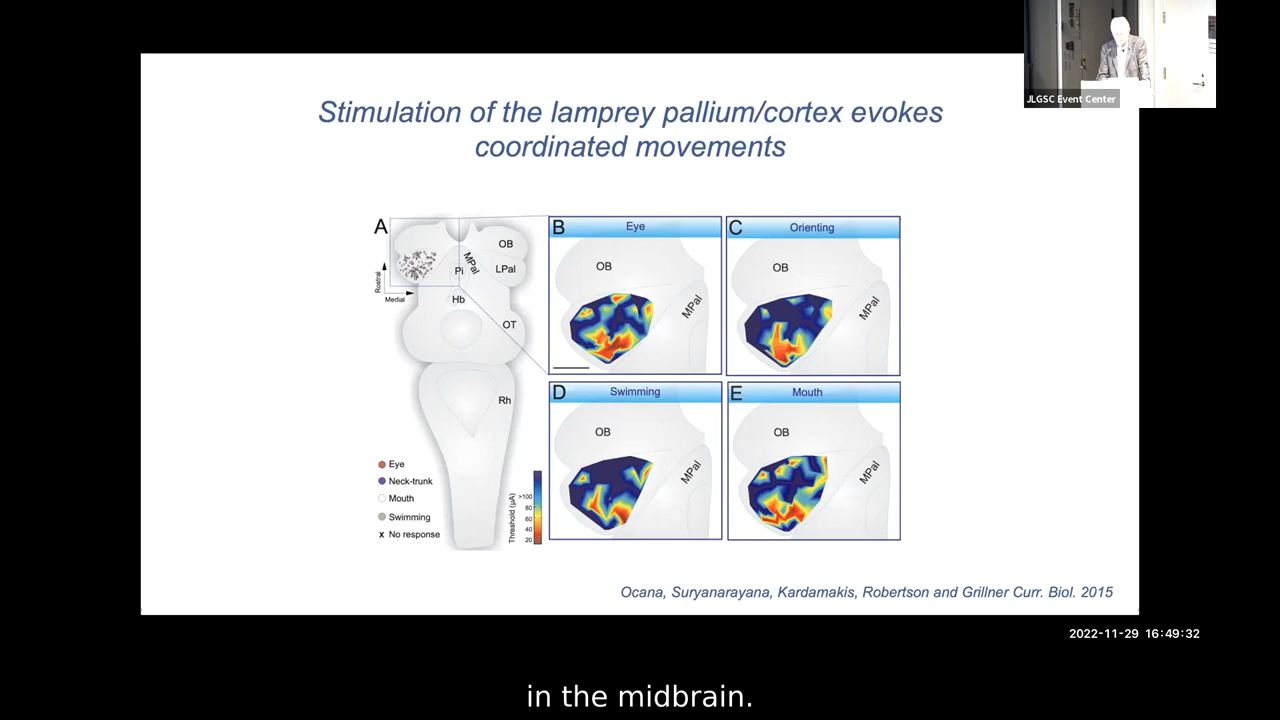 JLGSC Event Center
Stimulation of the lamprey pallium/cortex evokes
coordinated movements
A
OB
MPal
Pi
LPal
Rostral
Medial
Hb
OT
Rh
Eye
Neck-trunk
Mouth
Swimming
x No response
Threshold (µA)
>100
80
60
40
20
B Eye
OB
MPal
C Orienting
OB
MPal
D Swimming
OB
MPal
E Mouth
OB
MPal
Ocana, Suryanarayana, Kardamakis, Robertson and Grillner Curr. Biol. 2015
2022-11-29 16:49:32
in the midbrain.